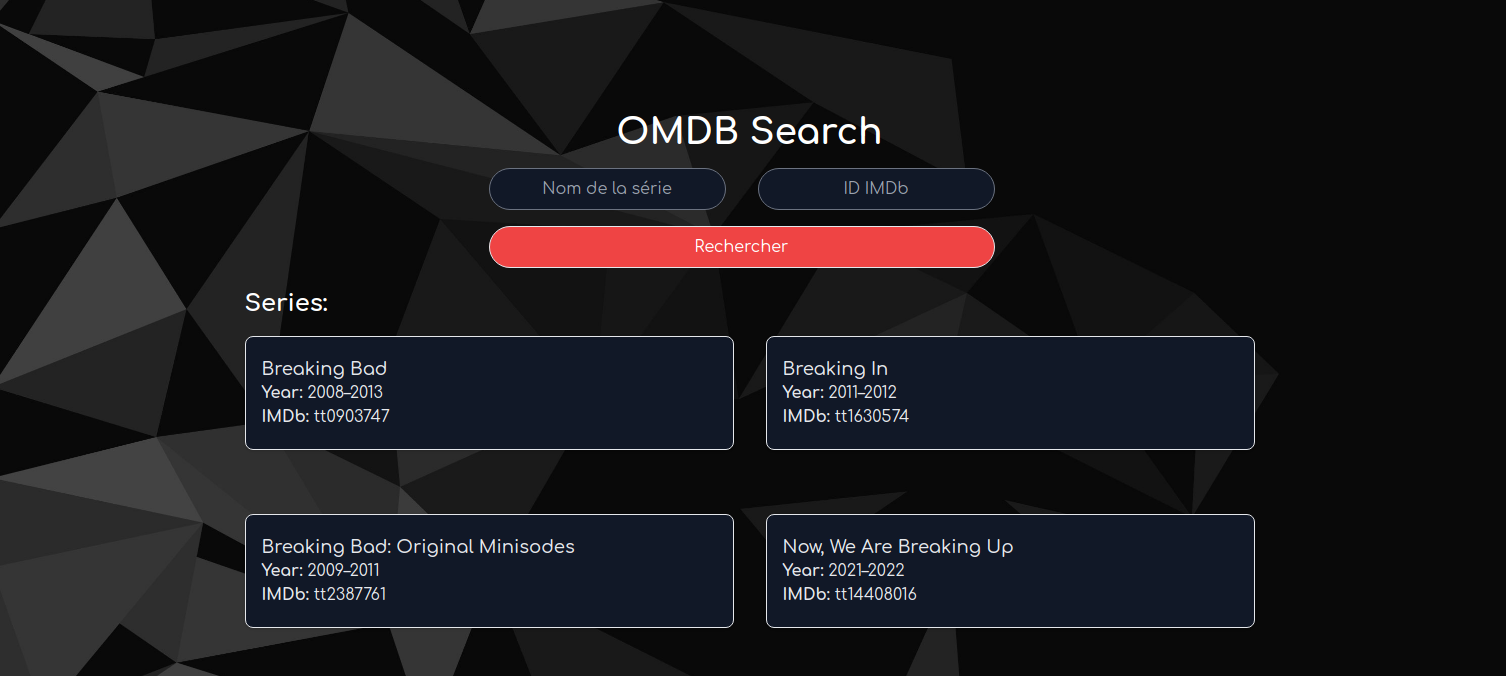 OMDB Search
Nom de la série
ID IMDb
Rechercher
Series:
Breaking Bad
Year: 2008–2013
IMDb: tt0903747
Breaking In
Year: 2011–2012
IMDb: tt1630574
Breaking Bad: Original Minisodes
Year: 2009–2011
IMDb: tt2387761
Now, We Are Breaking Up
Year: 2021–2022
IMDb: tt14408016